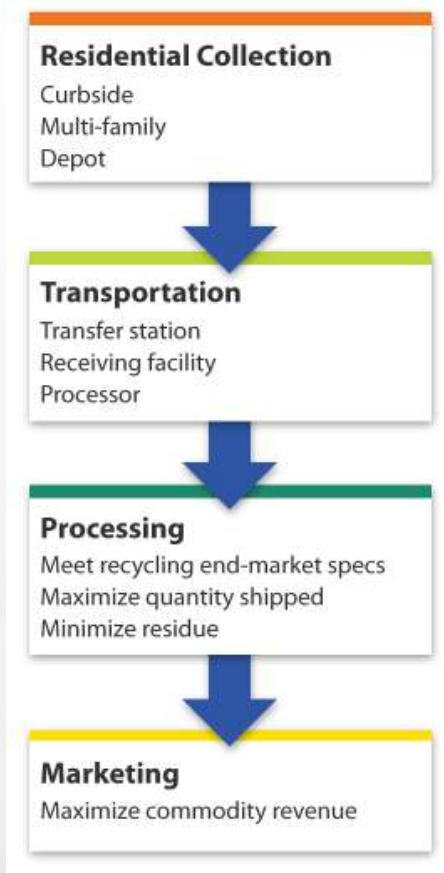 Residential Collection
Curbside
Multi-family
Depot
Transportation
Transfer station
Receiving facility
Processor
Processing
Meet recycling end-market specs
Maximize quantity shipped
Minimize residue
Marketing
Maximize commodity revenue